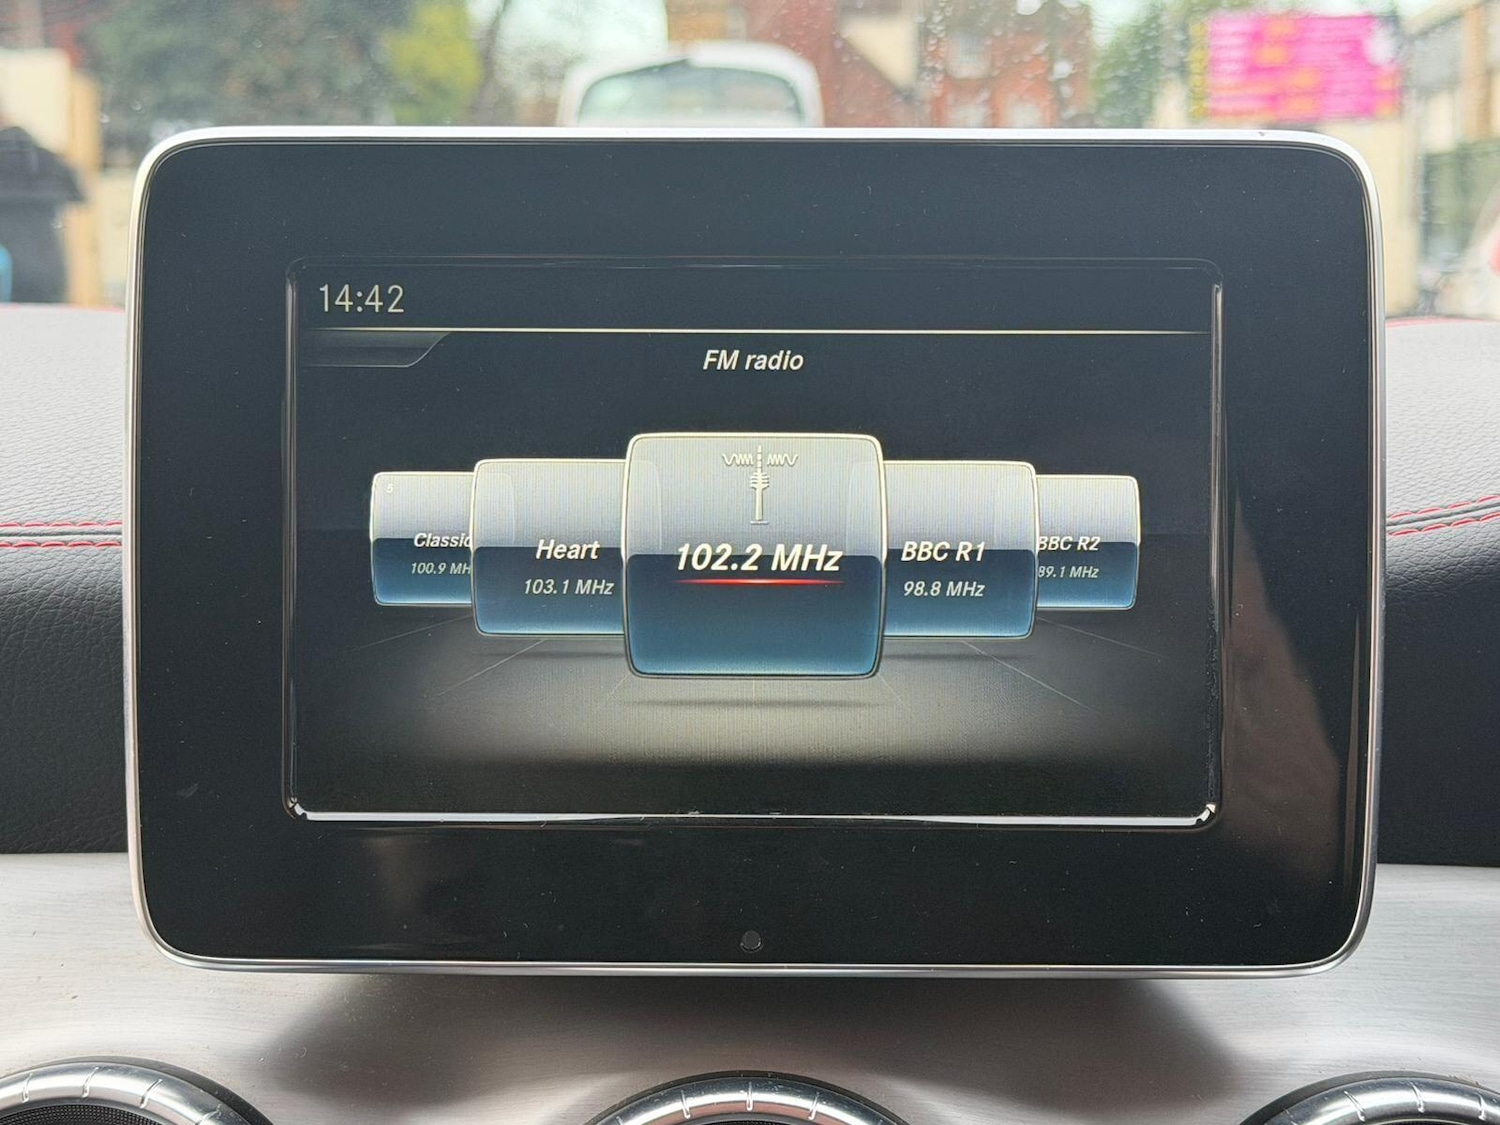 14:42
FM radio
5
Classic
100.9 MH
Heart
103.1 MHz
102.2 MHz
BBC R1
98.8 MHz
BBC R2
89.1 MHz